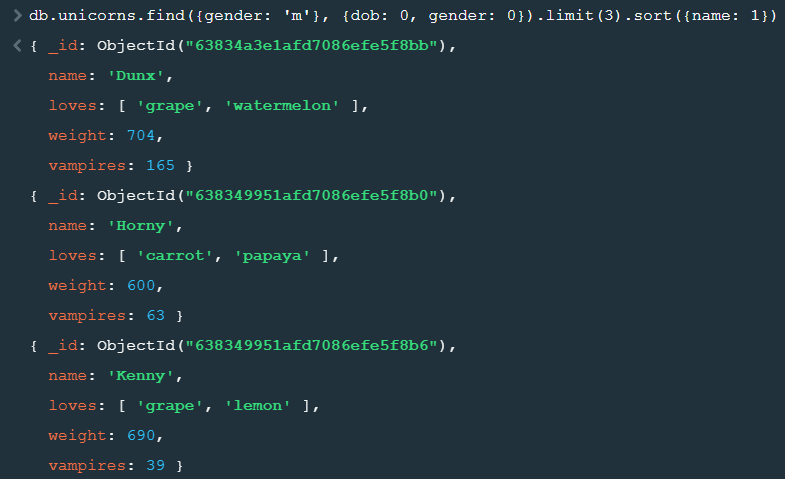 > db.unicorns.find({gender: 'm'}, {dob: 0, gender: 0}).limit(3).sort({name: 1})
< { _id: ObjectId("63834a3e1afd7086efe5f8bb"),
name: 'Dunx',
loves: [ 'grape', 'watermelon' ],
weight: 704,
vampires: 165 }
{ _id: ObjectId("638349951afd7086efe5f8b0"),
name: 'Horny',
loves: [ 'carrot', 'papaya' ],
weight: 600,
vampires: 63 }
{ _id: ObjectId("638349951afd7086efe5f8b6"),
name: 'Kenny',
loves: [ 'grape', 'lemon' ],
weight: 690,
vampires: 39 }